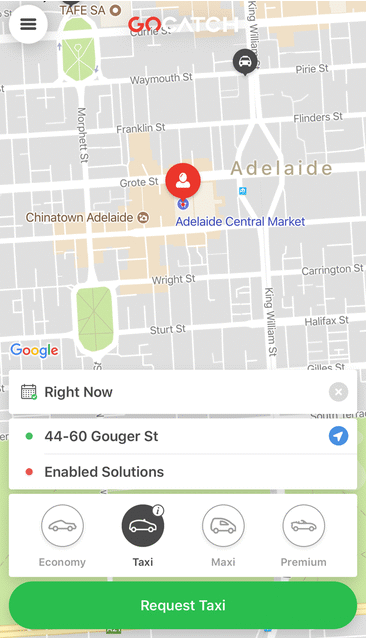 TAFE SA
GOCATCH
Currie St
King William St
Pirie St
Waymouth St
Morphett St
Flinders St
Franklin St
Adelaide
Grote St
Chinatown Adelaide
Adelaide Central Market
Carrington St
Wright St
King William St
Halifax St
Sturt St
Gilles St
Google
Right Now
South Terrace
44-60 Gouger St
Enabled Solutions
i
Economy
Taxi
Maxi
Premium
Request Taxi